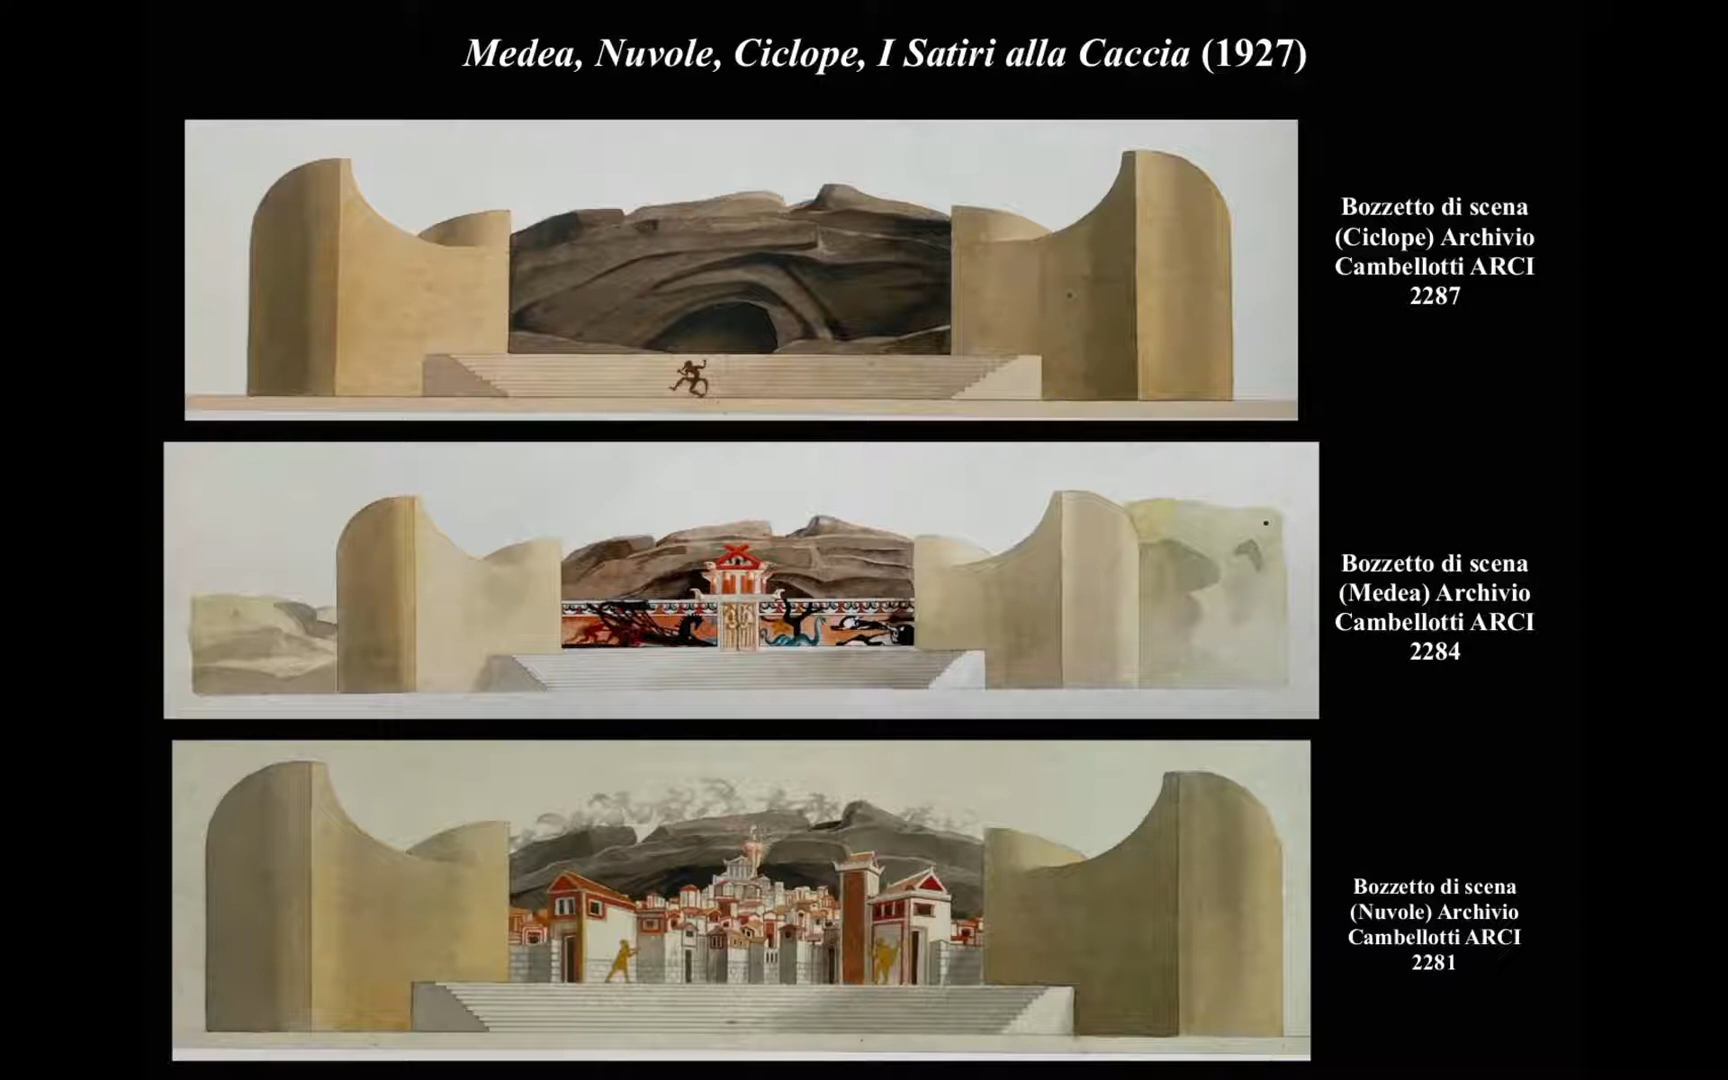 Medea, Nuvole, Ciclope, I Satiri alla Caccia (1927)
Bozzetto di scena
(Ciclope) Archivio
Cambellotti ARCI
2287
Bozzetto di scena
(Medea) Archivio
Cambellotti ARCI
2284
Bozzetto di scena
(Nuvole) Archivio
Cambellotti ARCI
2281